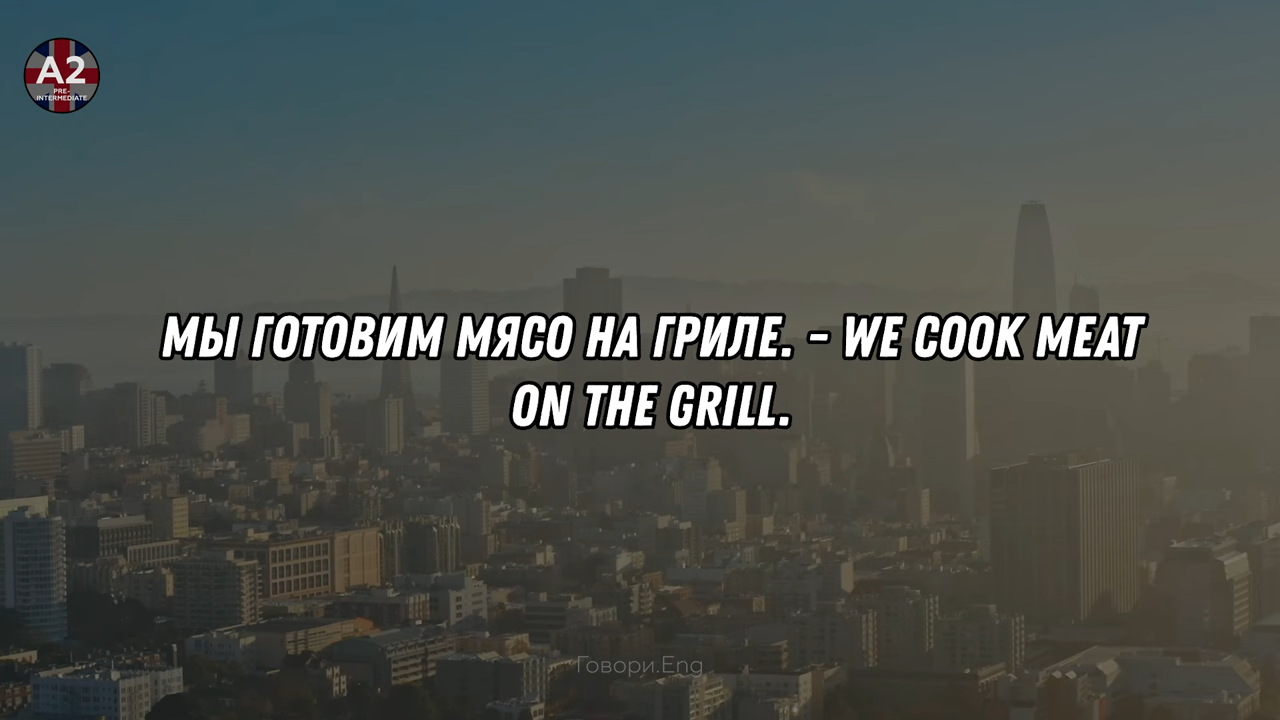 A2
PRE-
INTERMEDIATE
МЫ ГОТОВИМ МЯСО НА ГРИЛЕ. - WE COOK MEAT
ON THE GRILL.
Говори.Eng